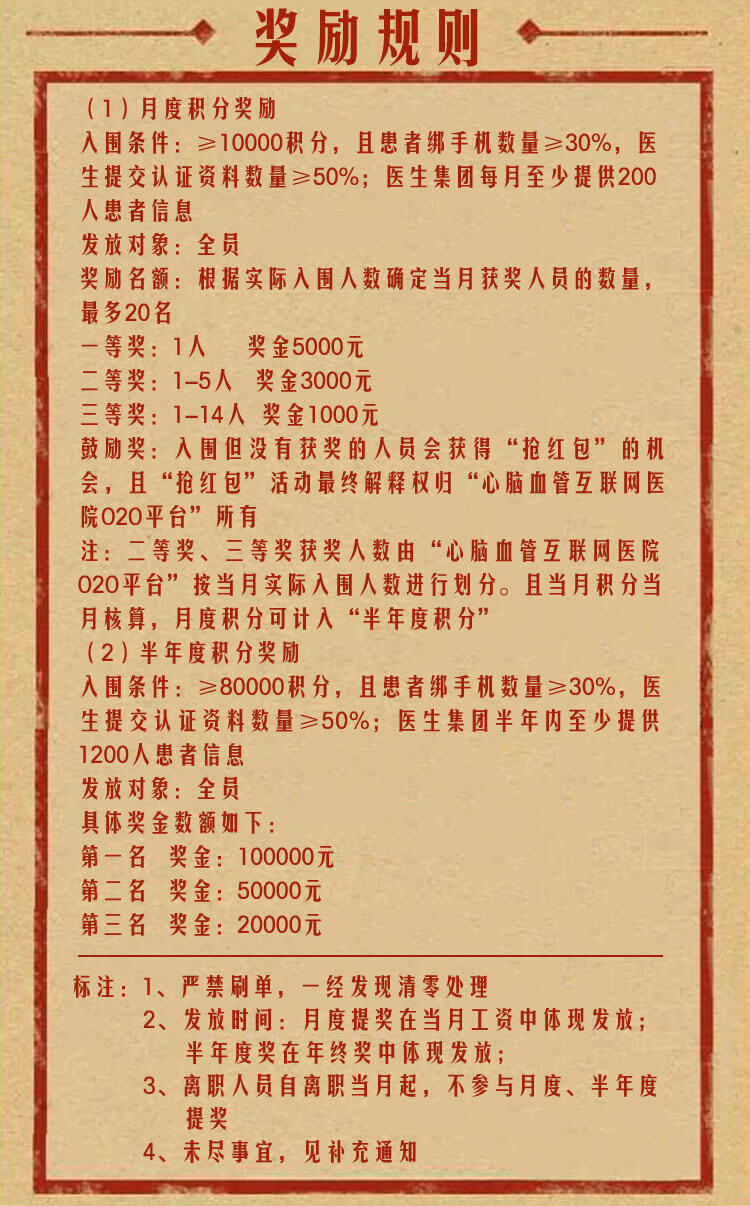 奖励规则
（1）月度积分奖励
入围条件：≥10000积分，且患者绑手机数量≥30%，医
生提交认证资料数量≥50%；医生集团每月至少提供200
人患者信息
发放对象：全员
奖励名额：根据实际入围人数确定当月获奖人员的数量，
最多20名
一等奖：1人 奖金5000元
二等奖：1-5人 奖金3000元
三等奖：1-14人 奖金1000元
鼓励奖：入围但没有获奖的人员会获得“抢红包”的机
会，且“抢红包”活动最终解释权归“心脑血管互联网医
院O2O平台”所有
注：二等奖、三等奖获奖人数由“心脑血管互联网医院
O2O平台”按当月实际入围人数进行划分。且当月积分当
月核算，月度积分可计入“半年度积分”
（2）半年度积分奖励
入围条件：≥80000积分，且患者绑手机数量≥30%，医
生提交认证资料数量≥50%；医生集团半年内至少提供
1200人患者信息
发放对象：全员
具体奖金数额如下：
第一名 奖金：100000元
第二名 奖金：50000元
第三名 奖金：20000元
标注：1、严禁刷单，一经发现清零处理
2、发放时间：月度提奖在当月工资中体现发放；
半年度奖在年终奖中体现发放；
3、离职人员自离职当月起，不参与月度、半年度
提奖
4、未尽事宜，见补充通知